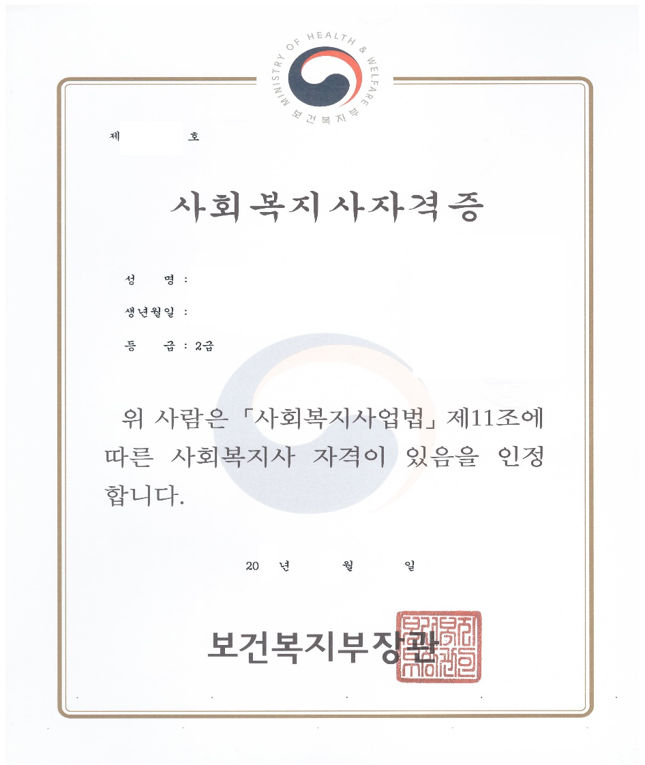 MINISTRY OF HEALTH & WELFARE
보건복지부
제 호
사회복지사자격증
성 명 :
생년월일 :
등 급 : 2급
위 사람은 「사회복지사업법」 제11조에
따른 사회복지사 자격이 있음을 인정
합니다.
20 년 월 일
보건복지부장관